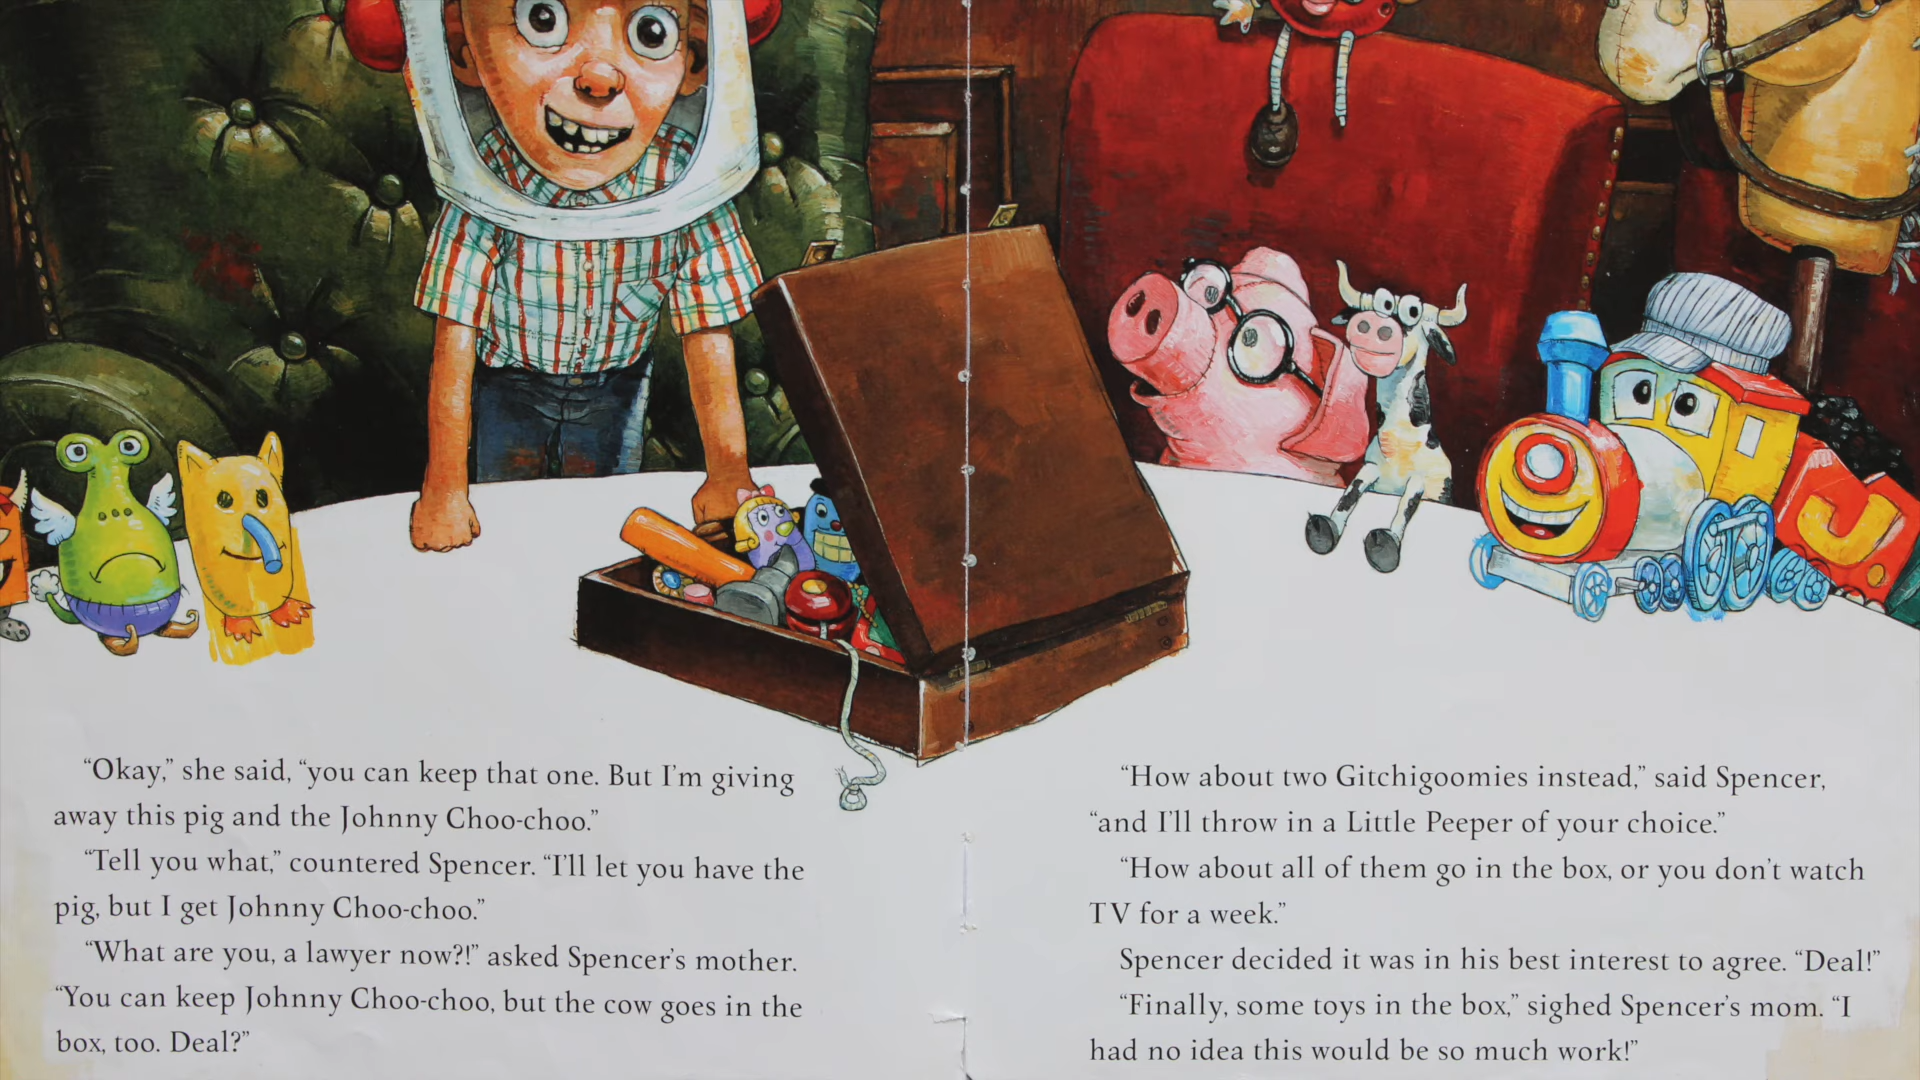 “Okay,” she said, “you can keep that one. But I’m giving
away this pig and the Johnny Choo-choo.”
“Tell you what,” countered Spencer. “I’ll let you have the
pig, but I get Johnny Choo-choo.”
“What are you, a lawyer now?!” asked Spencer’s mother.
“You can keep Johnny Choo-choo, but the cow goes in the
box, too. Deal?”
“How about two Gitchigoomies instead,” said Spencer,
“and I’ll throw in a Little Peeper of your choice.”
“How about all of them go in the box, or you don’t watch
TV for a week.”
Spencer decided it was in his best interest to agree. “Deal!”
“Finally, some toys in the box,” sighed Spencer’s mom. “I
had no idea this would be so much work!”
J